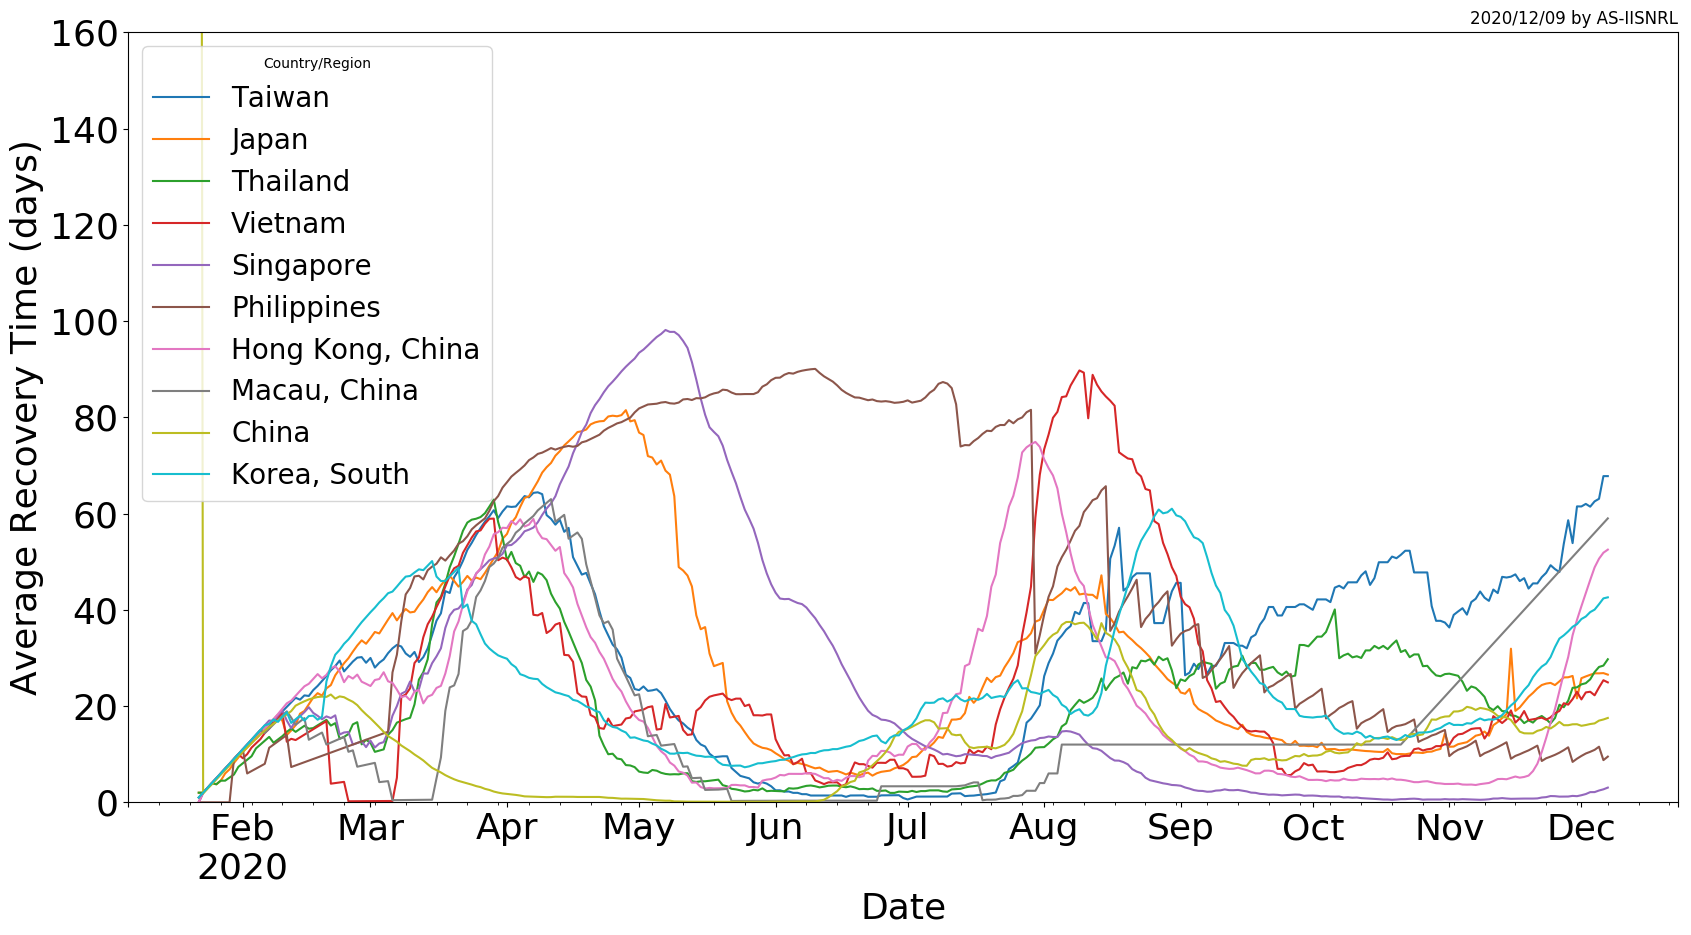 2020/12/09 by AS-IISNRL
Average Recovery Time (days)
160
140
120
100
80
60
40
20
0
Country/Region
Taiwan
Japan
Thailand
Vietnam
Singapore
Philippines
Hong Kong, China
Macau, China
China
Korea, South
Feb Mar Apr May Jun Jul Aug Sep Oct Nov Dec
2020
Date